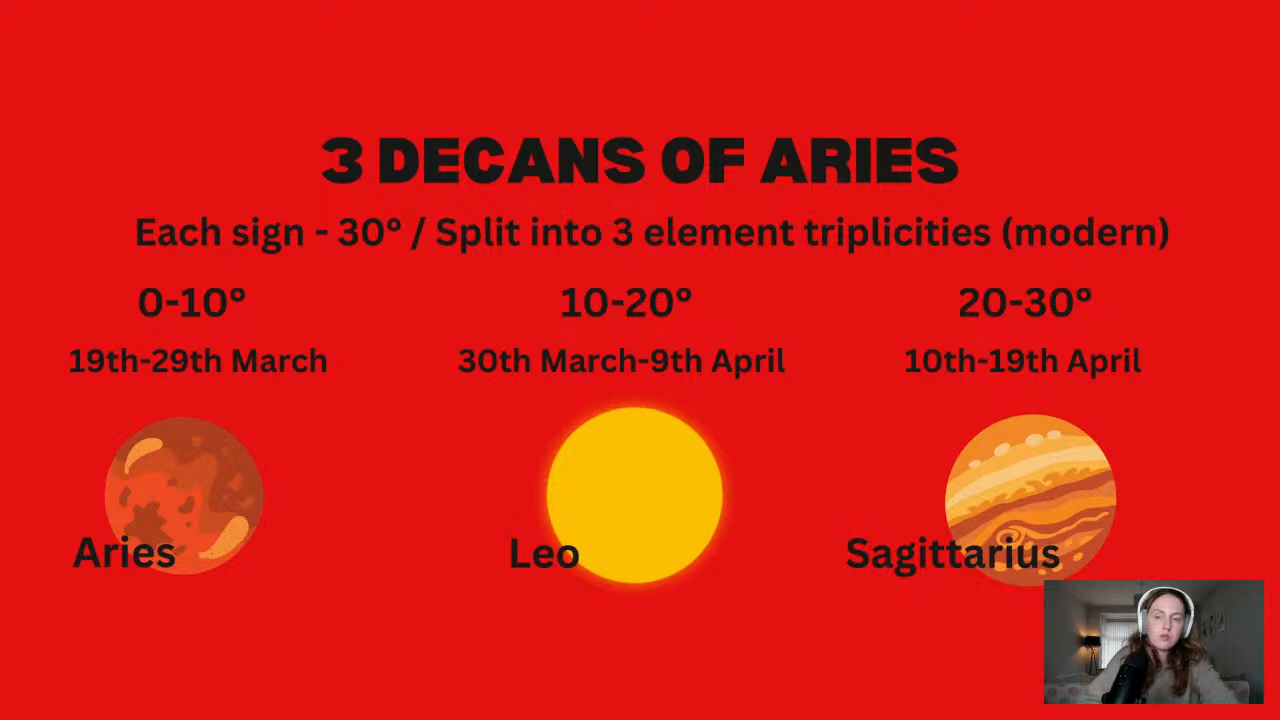 3 DECANS OF ARIES
Each sign - 30° / Split into 3 element triplicities (modern)
0-10°
10-20°
20-30°
19th-29th March
30th March-9th April
10th-19th April
Aries
Leo
Sagittarius